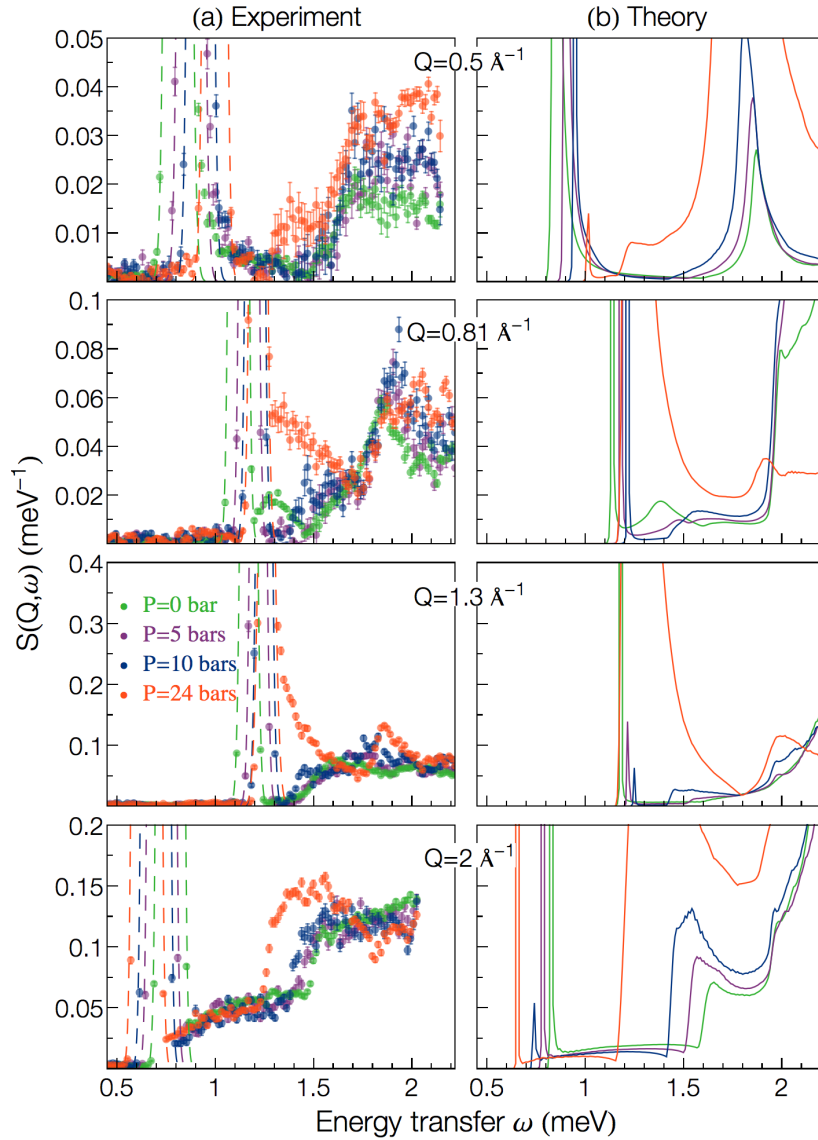 (a) Experiment
(b) Theory
0.05
0.04
0.03
0.02
0.01
Q=0.5 Å⁻¹
0.1
0.08
0.06
0.04
0.02
Q=0.81 Å⁻¹
0.4
0.3
0.2
0.1
Q=1.3 Å⁻¹
P=0 bar
P=5 bars
P=10 bars
P=24 bars
0.2
0.15
0.1
0.05
Q=2 Å⁻¹
S(Q,ω) (meV⁻¹)
0.5 1 1.5 2
0.5 1 1.5 2
Energy transfer ω (meV)